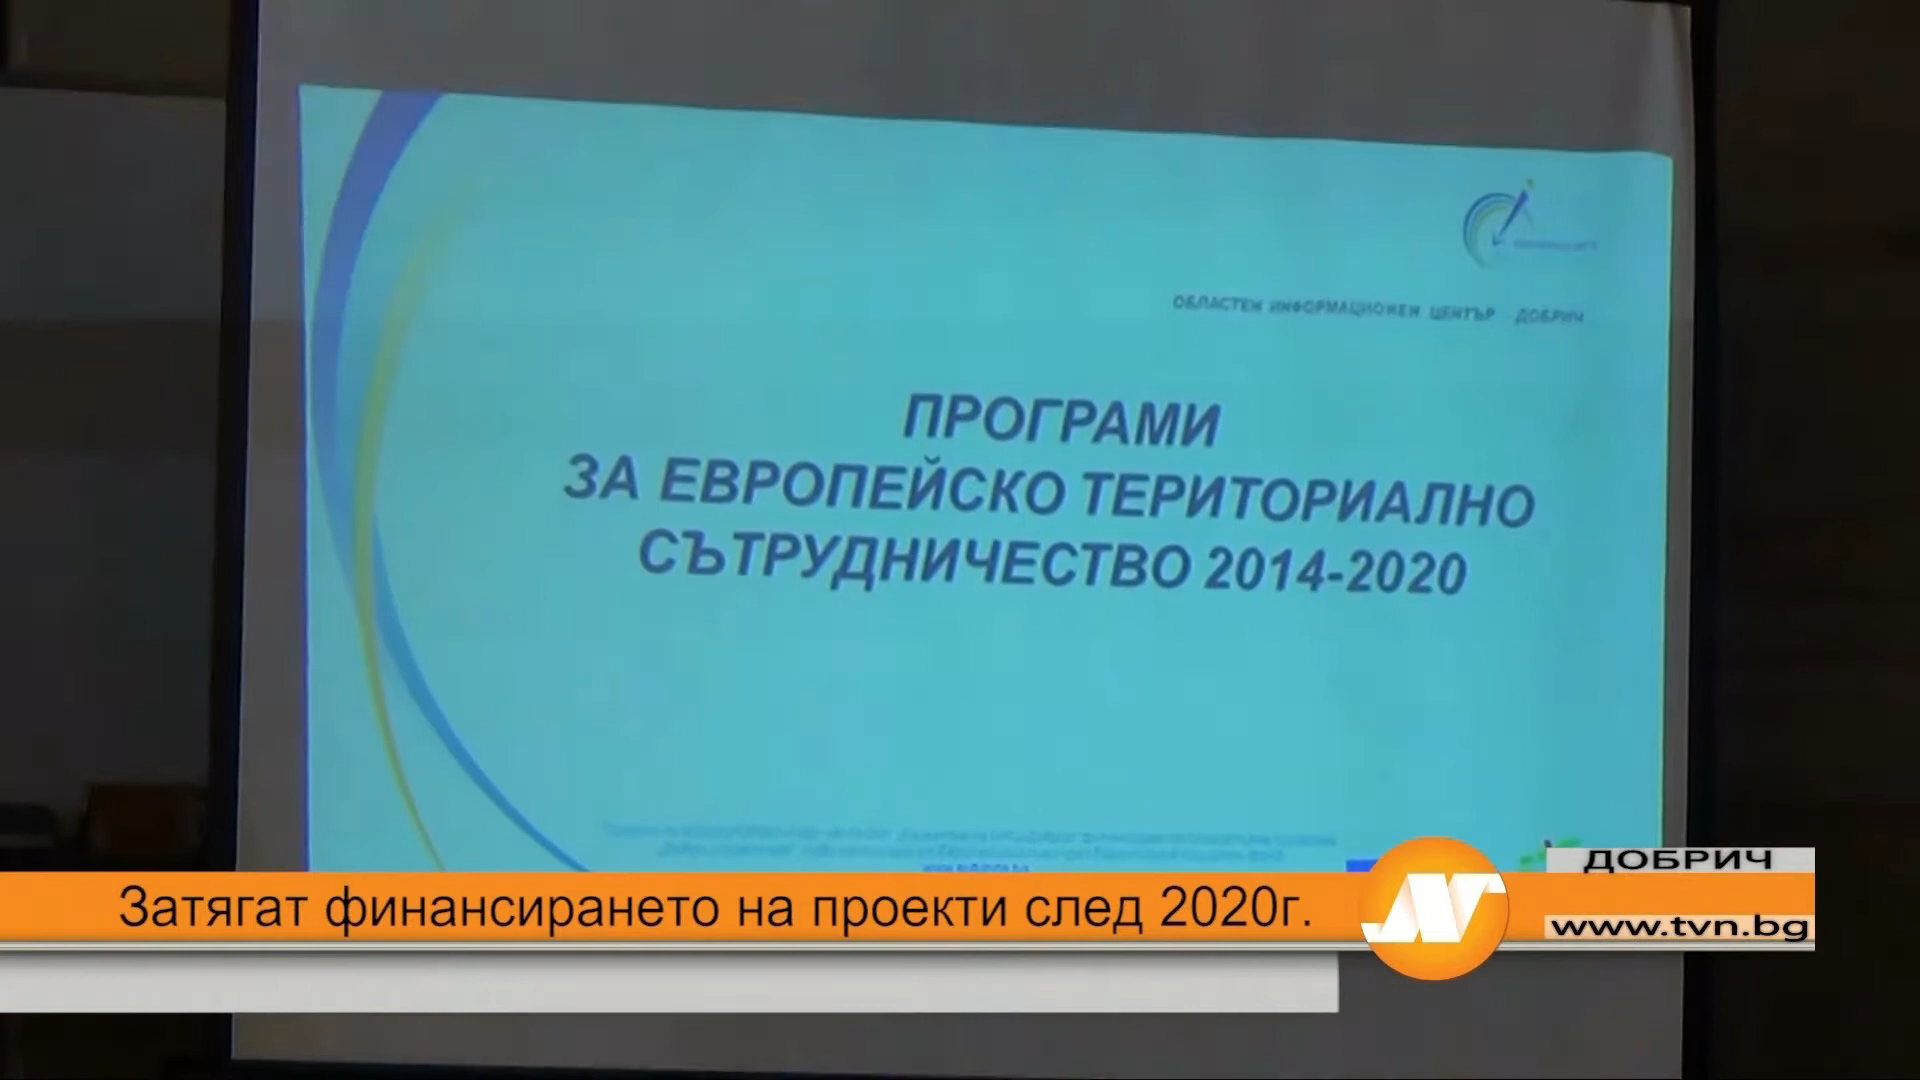 ОБЛАСТЕН ИНФОРМАЦИОНЕН ЦЕНТЪР - ДОБРИЧ
ПРОГРАМИ
ЗА ЕВРОПЕЙСКО ТЕРИТОРИАЛНО
СЪТРУДНИЧЕСТВО 2014-2020
ДОБРИЧ
Затягат финансирането на проекти след 2020г.
www.tvn.bg